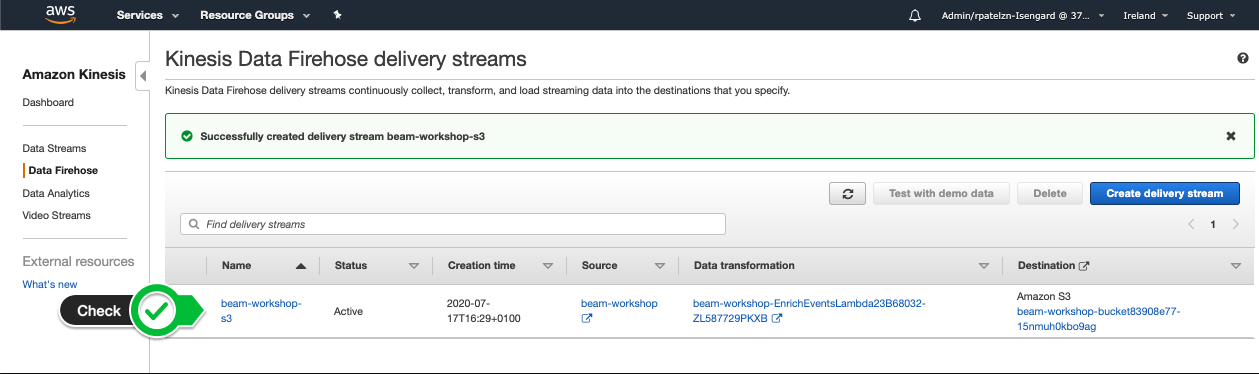 aws
Services
Resource Groups
Admin/rpatelzn-Isengard @ 37...
Ireland
Support
Amazon Kinesis
Dashboard
Data Streams
Data Firehose
Data Analytics
Video Streams
External resources
What's new
Kinesis Data Firehose delivery streams
Kinesis Data Firehose delivery streams continuously collect, transform, and load streaming data into the destinations that you specify.
Successfully created delivery stream beam-workshop-s3
Test with demo data
Delete
Create delivery stream
Find delivery streams
1
Name
Status
Creation time
Source
Data transformation
Destination
Check
beam-workshop-
s3
Active
2020-07-
17T16:29+0100
beam-workshop
beam-workshop-EnrichEventsLambda23B68032-
ZL587729PKXB
Amazon S3
beam-workshop-bucket83908e77-
15nmuh0kbo9ag